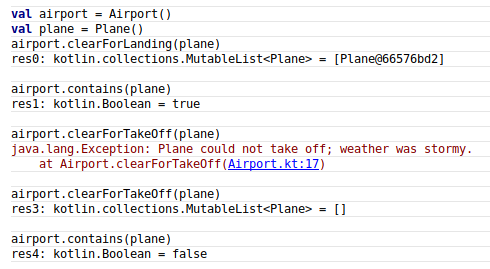 val airport = Airport()
val plane = Plane()
airport.clearForLanding(plane)
res0: kotlin.collections.MutableList<Plane> = [Plane@66576bd2]
airport.contains(plane)
res1: kotlin.Boolean = true
airport.clearForTakeOff(plane)
java.lang.Exception: Plane could not take off; weather was stormy.
    at Airport.clearForTakeOff(Airport.kt:17)
airport.clearForTakeOff(plane)
res3: kotlin.collections.MutableList<Plane> = []
airport.contains(plane)
res4: kotlin.Boolean = false